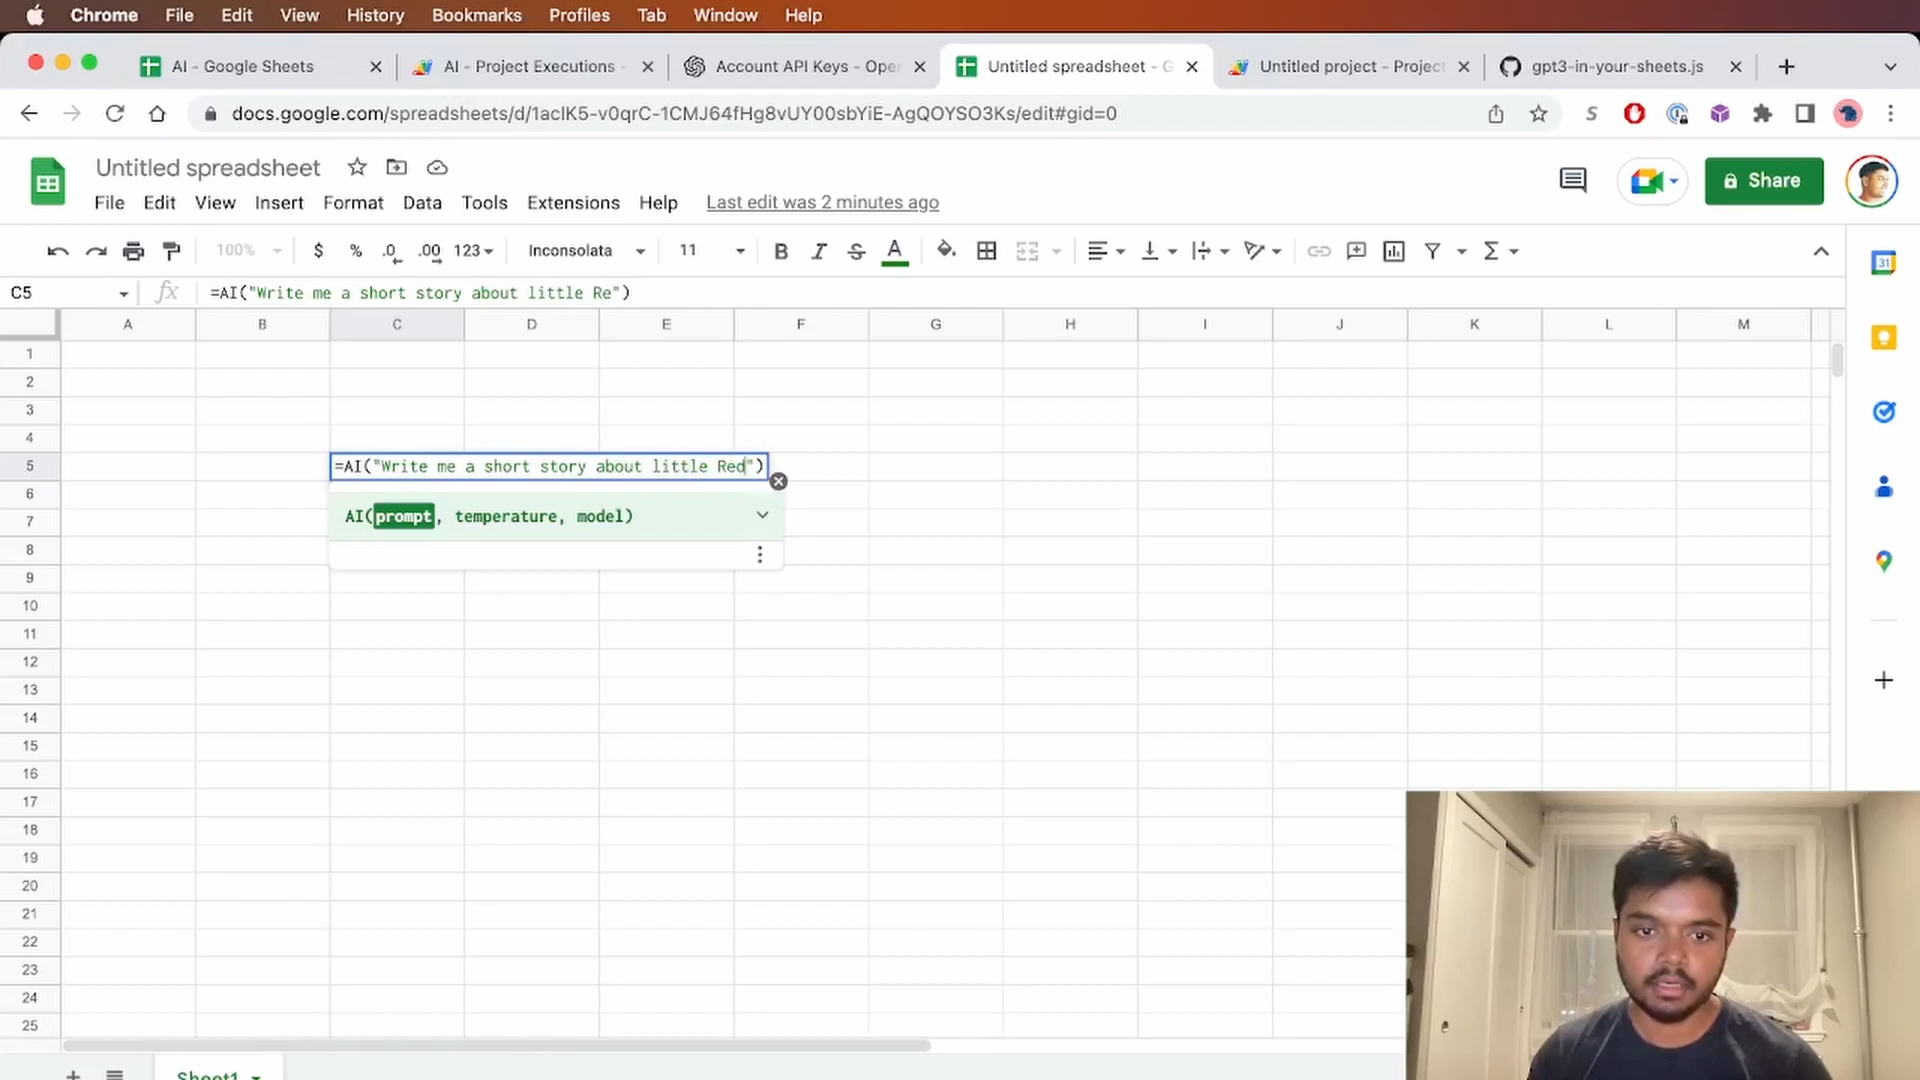 Chrome File Edit View History Bookmarks Profiles Tab Window Help
AI - Google Sheets AI - Project Executions - Account API Keys - Oper Untitled spreadsheet - G Untitled project - Project gpt3-in-your-sheets.js
docs.google.com/spreadsheets/d/1aclK5-v0qrC-1CMJ64fHg8vUY00sbYiE-AgQOYSO3Ks/edit#gid=0
Untitled spreadsheet
Share
File Edit View Insert Format Data Tools Extensions Help Last edit was 2 minutes ago
100% $ % .0 .00 123 Inconsolata 11 B I S A Σ
31
C5 fx =AI("Write me a short story about little Re")
A B C D E F G H I J K L M
1
2
3
4
5 =AI("Write me a short story about little Red")
6
7 AI(prompt, temperature, model)
8
9
10
11
12
13
14
15
16
17
18
19
20
21
22
23
24
25
Sheet1